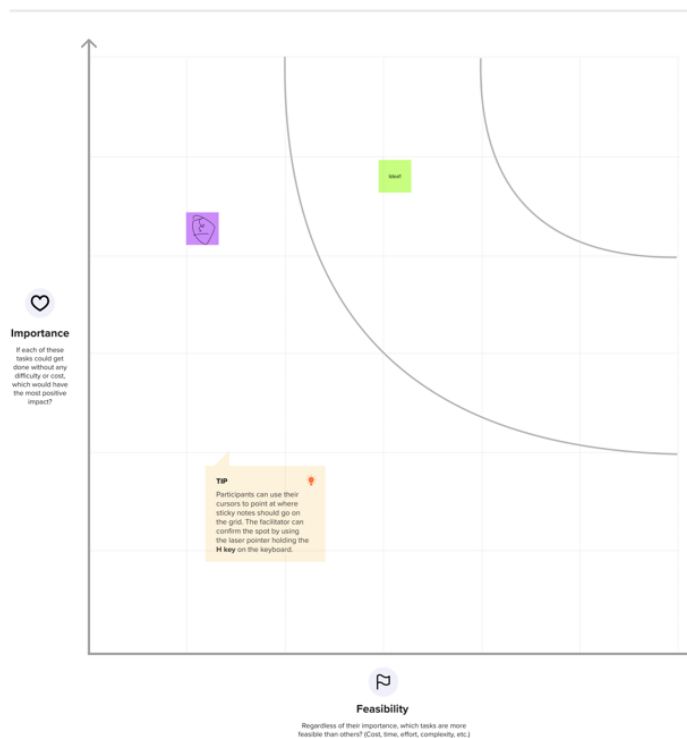 Idea!
Importance
If each of these
tasks could get
done without any
difficulty or cost,
which would have
the most positive
impact?
TIP
Participants can use their
cursors to point at where
sticky notes should go on
the grid. The facilitator can
confirm the spot by using
the laser pointer holding the
H key on the keyboard.
Feasibility
Regardless of their importance, which tasks are more
feasible than others? (Cost, time, effort, complexity, etc.)